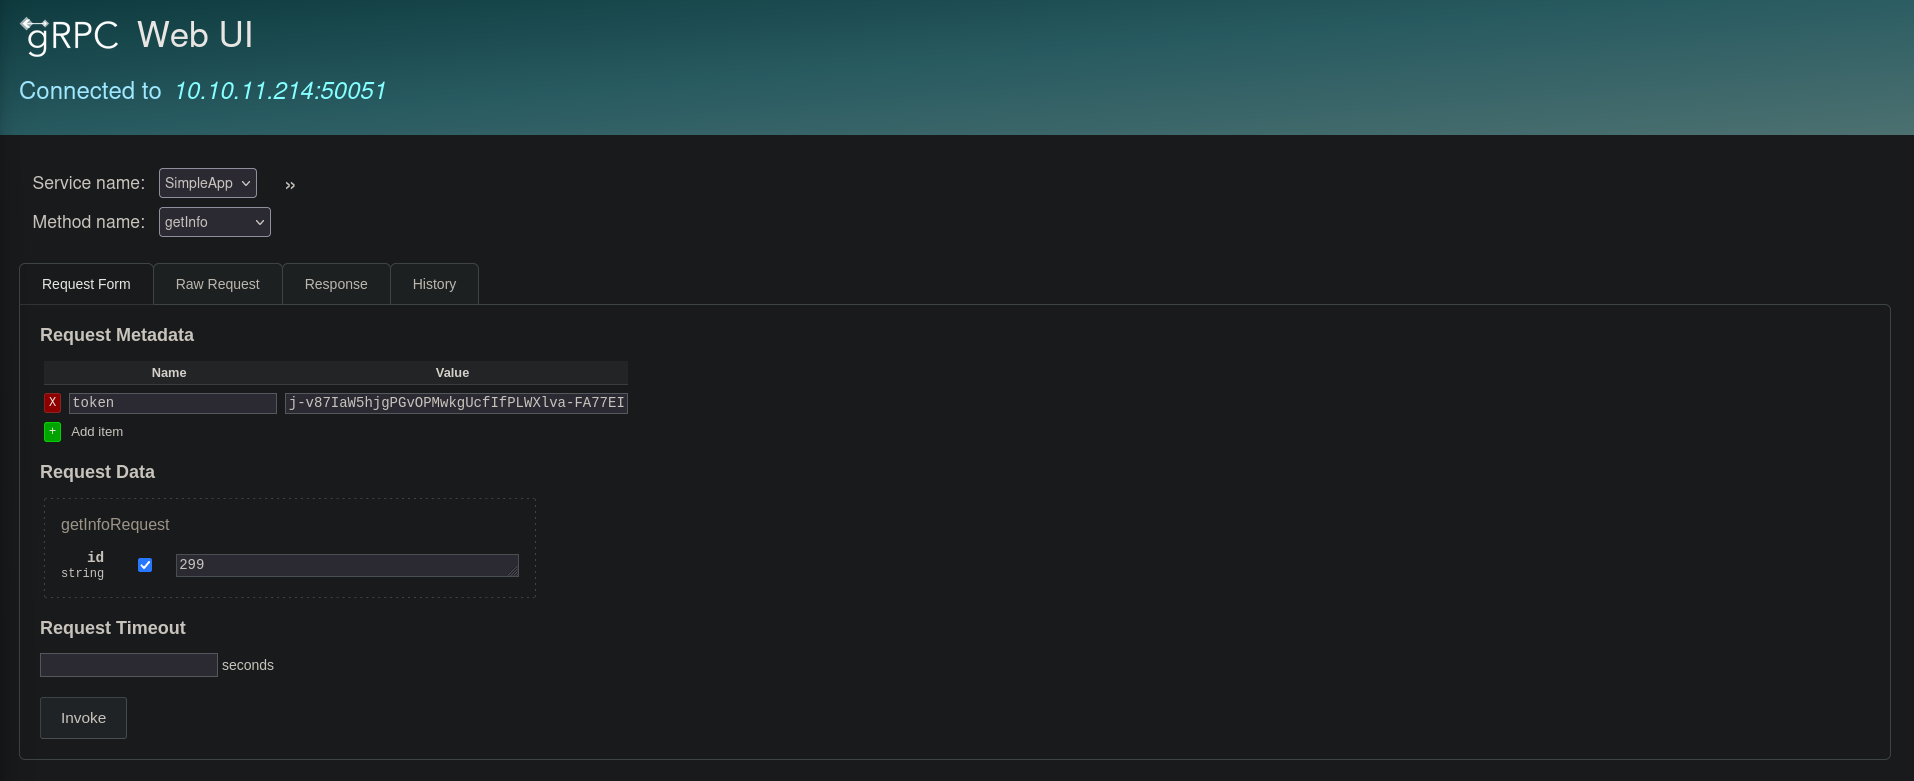 gRPC Web UI
Connected to 10.10.11.214:50051
Service name: SimpleApp »
Method name: getInfo
Request Form Raw Request Response History
Request Metadata
Name Value
X token j-v87IaW5hjgPGvOPMwkgUcfIfPLWXlva-FA77EI
+ Add item
Request Data
getInfoRequest
id
string
299
Request Timeout
seconds
Invoke